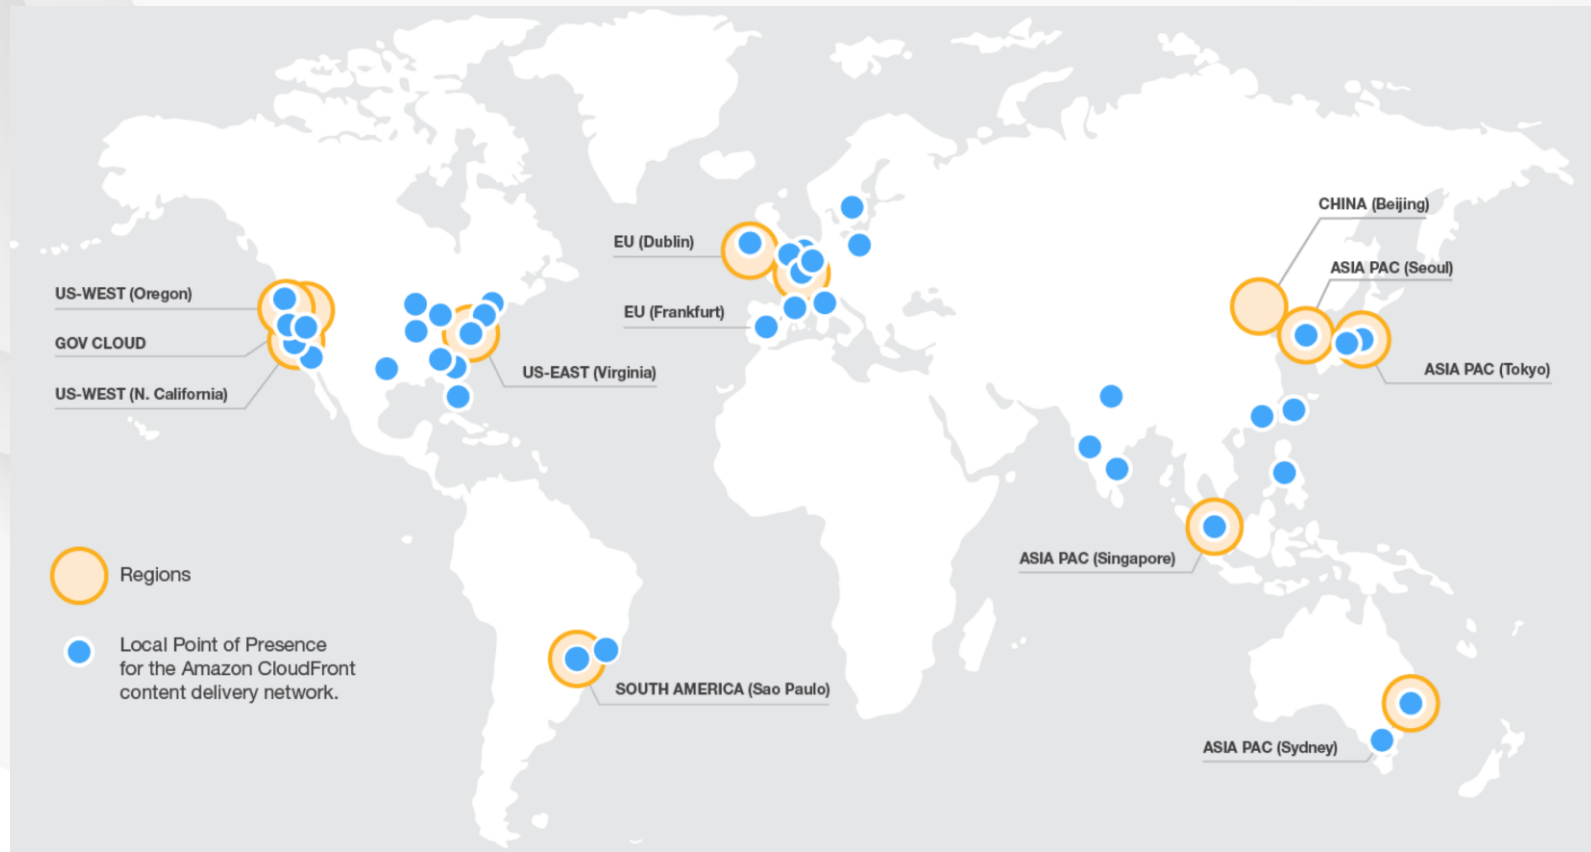 CHINA (Beijing)
EU (Dublin)
ASIA PAC (Seoul)
US-WEST (Oregon)
EU (Frankfurt)
GOV CLOUD
US-EAST (Virginia)
ASIA PAC (Tokyo)
US-WEST (N. California)
ASIA PAC (Singapore)
Regions
Local Point of Presence
for the Amazon CloudFront
content delivery network.
SOUTH AMERICA (Sao Paulo)
ASIA PAC (Sydney)